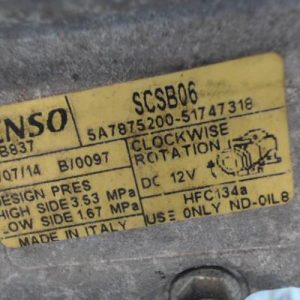 ENSO
SCSB06
B837
5A7875200-51747318
07/14 B/0097
CLOCKWISE
ROTATION
DESIGN PRES
HIGH SIDE 3.53 MPa
LOW SIDE 1.67 MPa
DC 12V
HFC134a
USE ONLY ND-OIL8
MADE IN ITALY